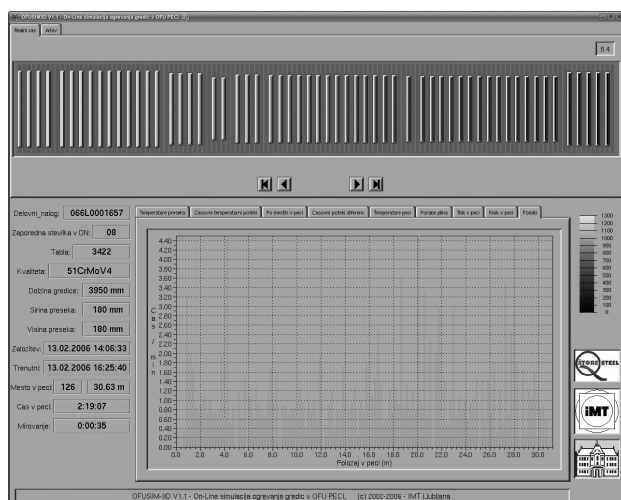 OFUSIM3D V1.1 - On-Line simulacija ogrevanja gredic v OFU PECI
Realni cas Arhiv
8.4
Delovni_nalog: 066L0001657
Zaporedna stevilka v DN: 08
Tabla: 3422
Kvaliteta: 51CrMoV4
Dolzina gredice: 3950 mm
Sirina preseka: 180 mm
Visina preseka: 180 mm
Zalozitev: 13.02.2006 14:06:33
Trenutni: 13.02.2006 16:25:40
Mesto v peci: 126 30.63 m
Cas v peci: 2:19:07
Mirovanje: 0:00:35
Temperature preseka Casovni temperaturni poteki Po mestih v peci Casovni poteki diferenc Temperature peci Poraba plina Tlak v peci Kisik v peci Pomiki
4.46
4.20
4.00
3.80
3.60
3.40
3.20
3.00
2.80
2.60
2.40
2.20
2.00
1.80
1.60
1.40
1.20
1.00
0.80
0.60
0.40
0.20
0.00
Cas / min
0.0 2.0 4.0 6.0 8.0 10.0 12.0 14.0 16.0 18.0 20.0 22.0 24.0 26.0 28.0 30.0
Polozaj v peci (m)
1300
1200
1100
1000
900
800
700
600
500
400
300
200
100
0
ŠTORE STEEL
iMT
OFUSIM-3D V1.1 - On-Line simulacija ogrevanja gredic v OFU PECI, (c) 2002-2006 - IMT Ljubljana